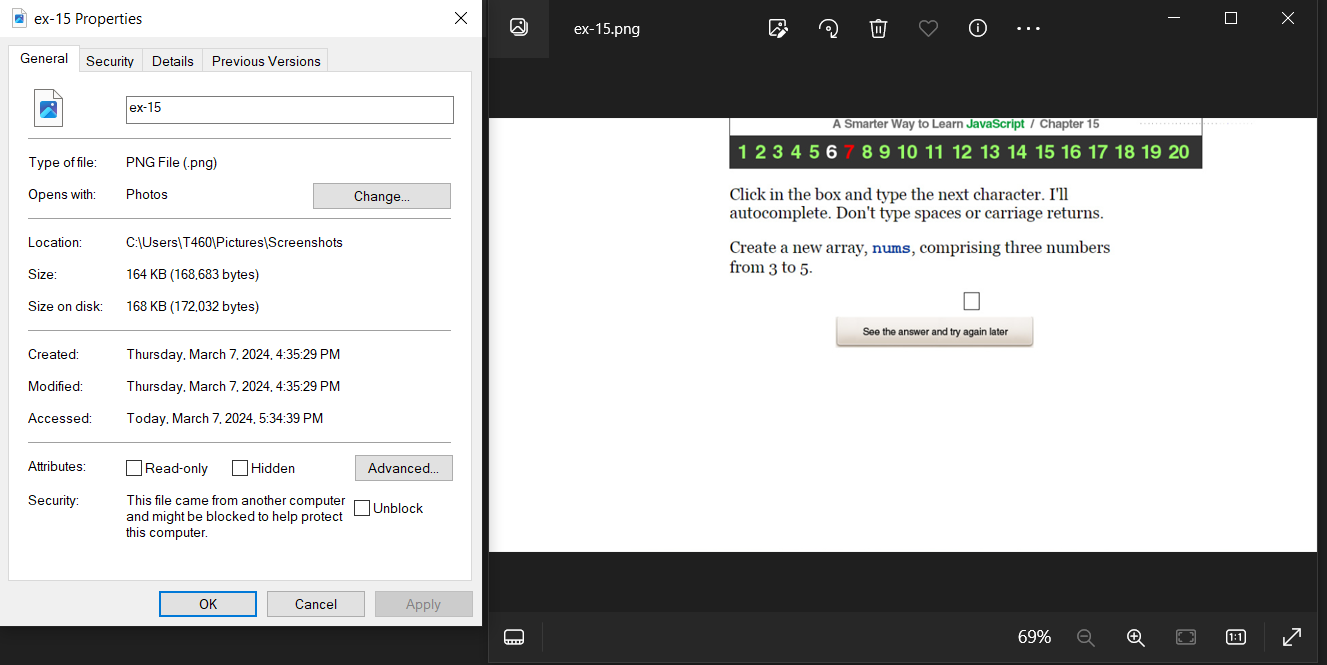 ex-15 Properties
General
Security
Details
Previous Versions
ex-15
Type of file: PNG File (.png)
Opens with: Photos
Change...
Location: C:\Users\T460\Pictures\Screenshots
Size: 164 KB (168,683 bytes)
Size on disk: 168 KB (172,032 bytes)
Created: Thursday, March 7, 2024, 4:35:29 PM
Modified: Thursday, March 7, 2024, 4:35:29 PM
Accessed: Today, March 7, 2024, 5:34:39 PM
Attributes: Read-only Hidden Advanced...
Security: This file came from another computer
and might be blocked to help protect
this computer.
Unblock
OK Cancel Apply
ex-15.png
A Smarter Way to Learn JavaScript / Chapter 15
1 2 3 4 5 6 7 8 9 10 11 12 13 14 15 16 17 18 19 20
Click in the box and type the next character. I'll
autocomplete. Don't type spaces or carriage returns.
Create a new array, nums, comprising three numbers
from 3 to 5.
See the answer and try again later
69%
1:1